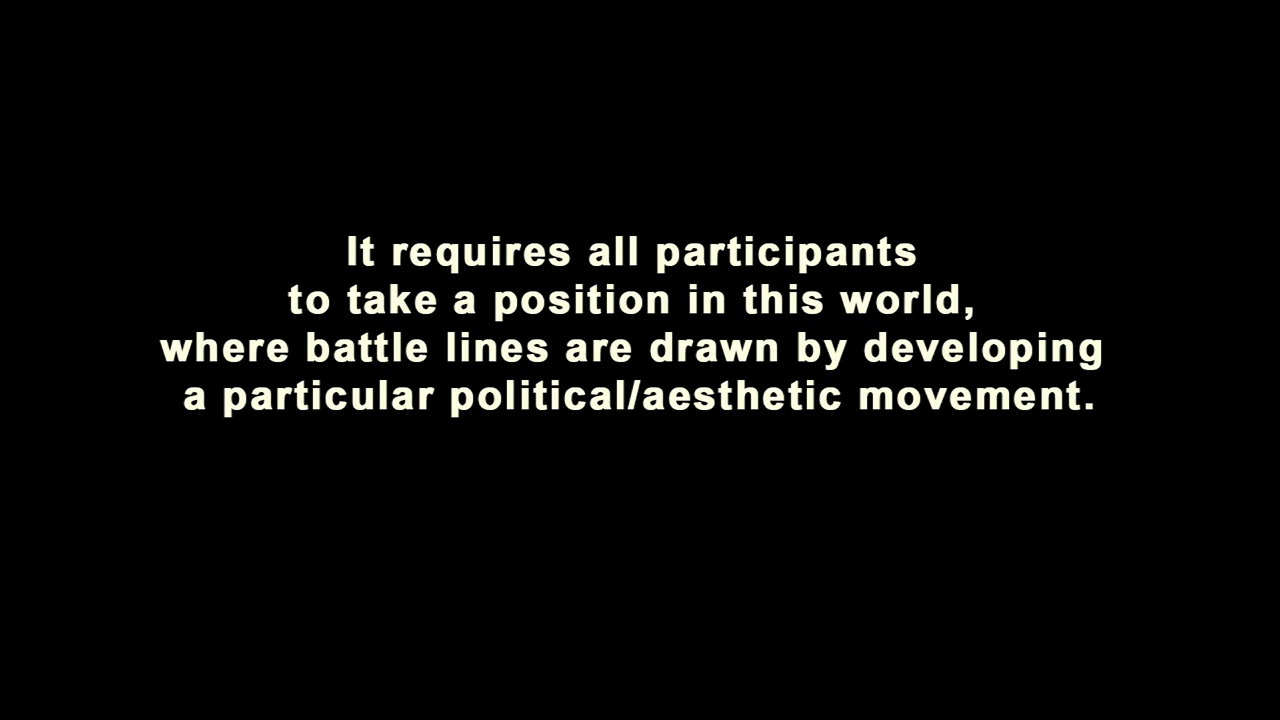 It requires all participants
to take a position in this world,
where battle lines are drawn by developing
a particular political/aesthetic movement.